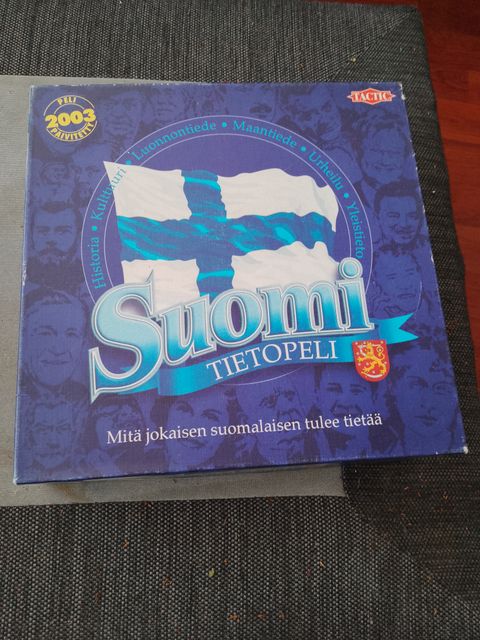 PELI
2003
PÄIVITETTY
TACTIC
Historia • Kulttuuri • Luonnontiede • Maantiede • Urheilu • Yleistieto
Suomi
TIETOPELI
Mitä jokaisen suomalaisen tulee tietää